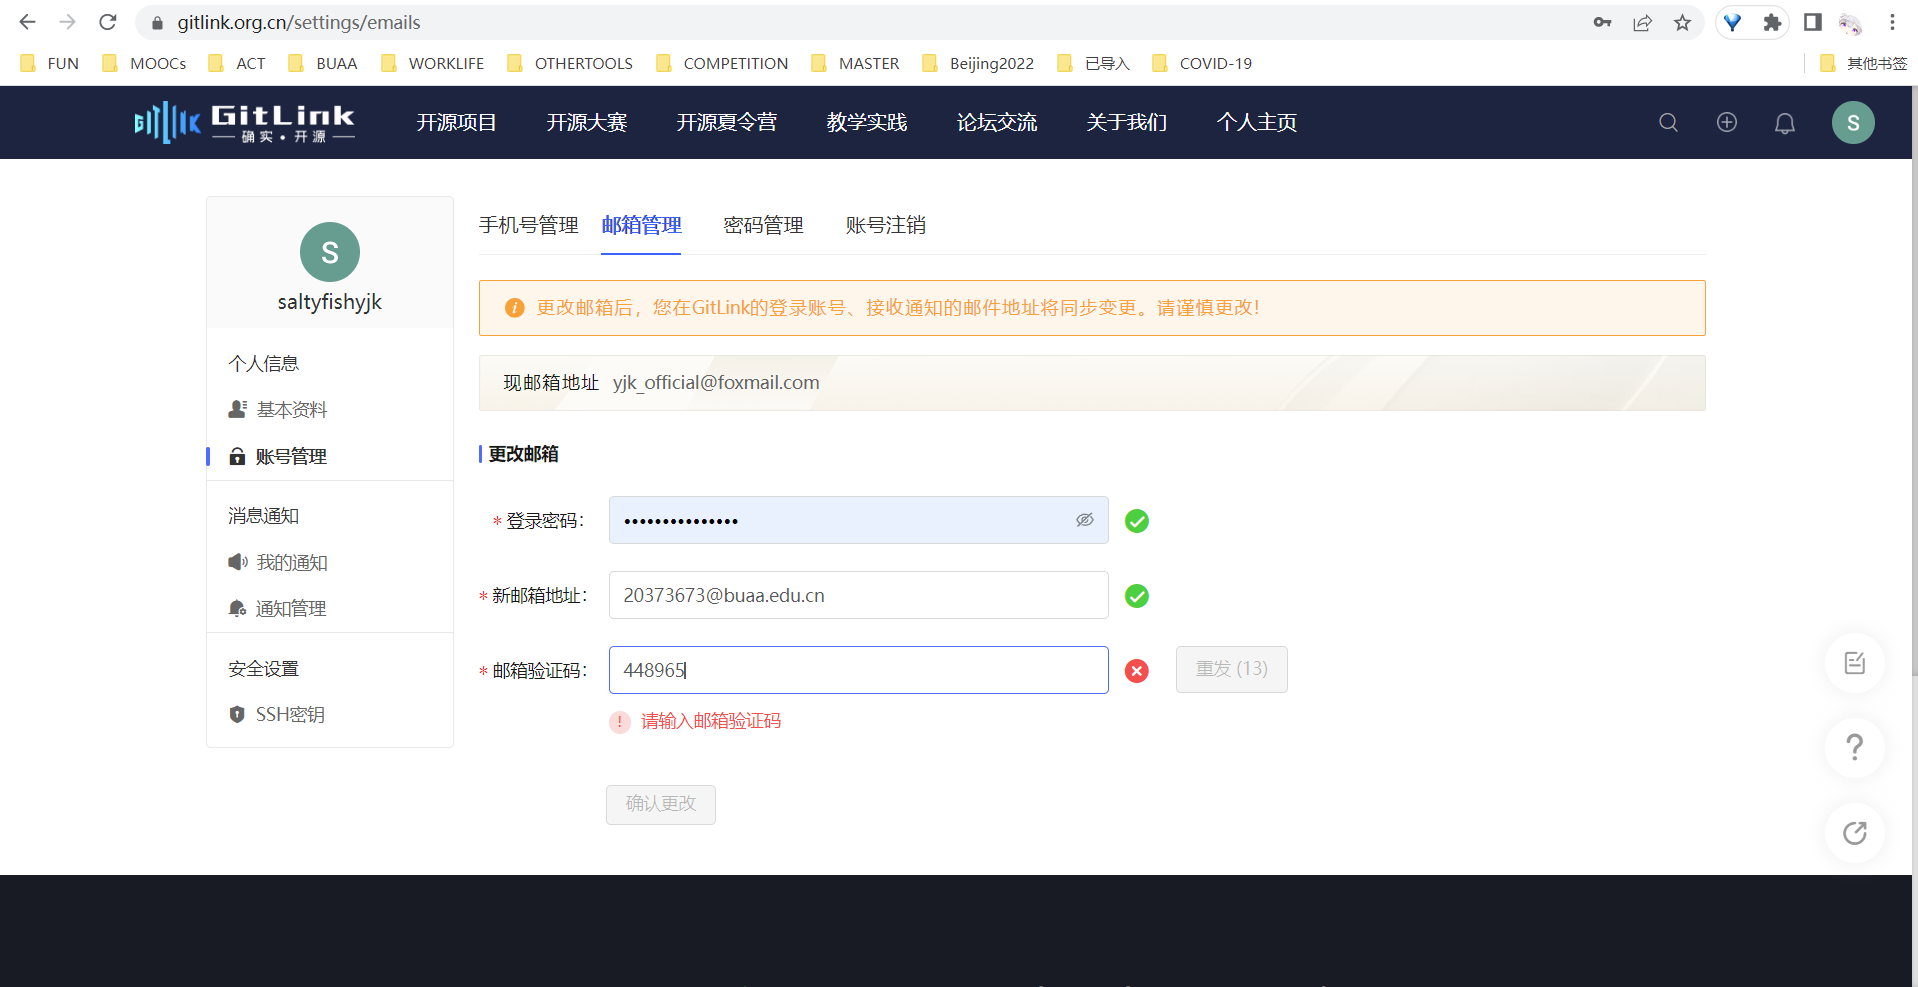 gitlink.org.cn/settings/emails
FUN MOOCs ACT BUAA WORKLIFE OTHERTOOLS COMPETITION MASTER Beijing2022 已导入 COVID-19 其他书签
GITLINK GitLink 开源项目 开源大赛 开源夏令营 教学实践 论坛交流 关于我们 个人主页 S
确实·开源
手机号管理 邮箱管理 密码管理 账号注销
S
saltyfishyjk
更改邮箱后，您在GitLink的登录账号、接收通知的邮件地址将同步变更。请谨慎更改！
个人信息
现邮箱地址 yjk_official@foxmail.com
基本资料
账号管理
更改邮箱
消息通知
*登录密码： •••••••••••••••
我的通知
*新邮箱地址： 20373673@buaa.edu.cn
通知管理
安全设置
*邮箱验证码： 448965 重发 (13)
SSH密钥
! 请输入邮箱验证码
确认更改